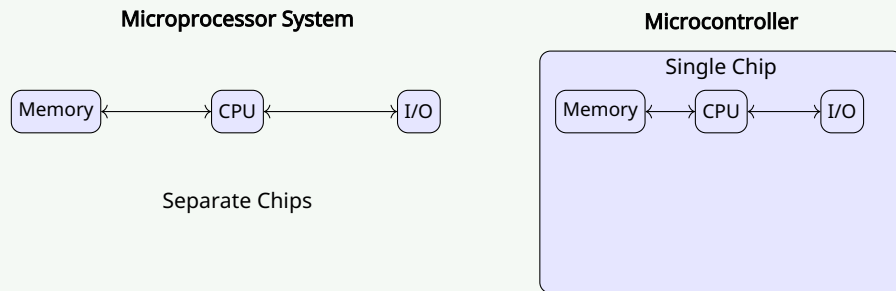 Microprocessor System
Memory CPU I/O
Separate Chips
Microcontroller
Single Chip
Memory CPU I/O